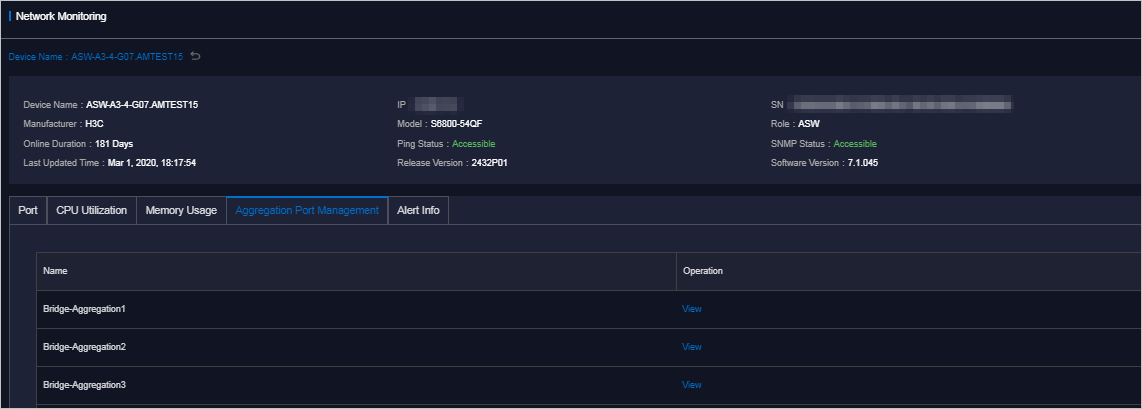 Network Monitoring
Device Name : ASW-A3-4-G07.AMTEST15
Device Name : ASW-A3-4-G07.AMTEST15 IP SN
Manufacturer : H3C Model : S6800-54QF Role : ASW
Online Duration : 181 Days Ping Status : Accessible SNMP Status : Accessible
Last Updated Time : Mar 1, 2020, 18:17:54 Release Version : 2432P01 Software Version : 7.1.045
Port CPU Utilization Memory Usage Aggregation Port Management Alert Info
Name Operation
Bridge-Aggregation1 View
Bridge-Aggregation2 View
Bridge-Aggregation3 View